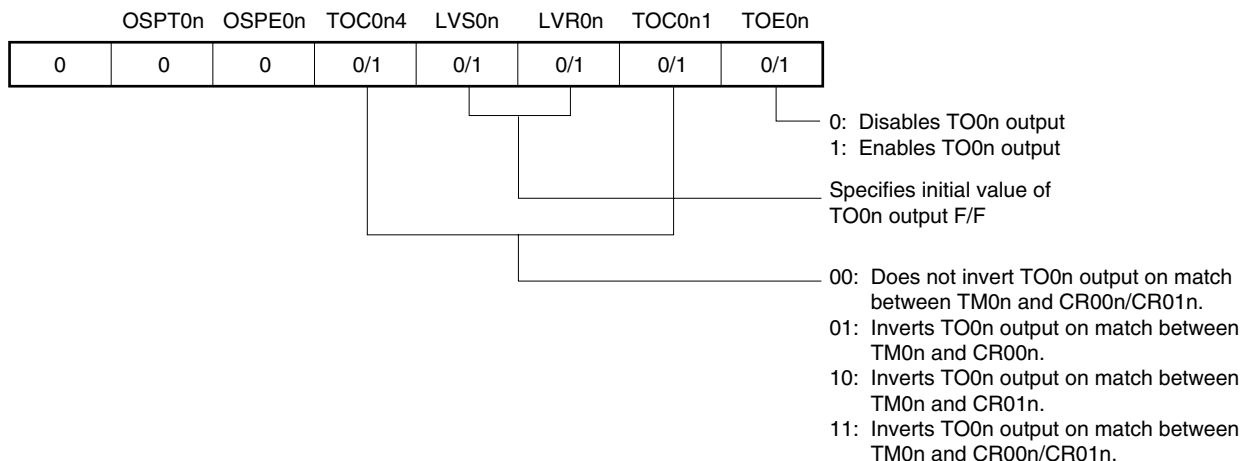 OSPT0n OSPE0n TOC0n4 LVS0n LVR0n TOC0n1 TOE0n
0 0 0 0/1 0/1 0/1 0/1 0/1
0: Disables TO0n output
1: Enables TO0n output
Specifies initial value of
TO0n output F/F
00: Does not invert TO0n output on match
between TM0n and CR00n/CR01n.
01: Inverts TO0n output on match between
TM0n and CR00n.
10: Inverts TO0n output on match between
TM0n and CR01n.
11: Inverts TO0n output on match between
TM0n and CR00n/CR01n.